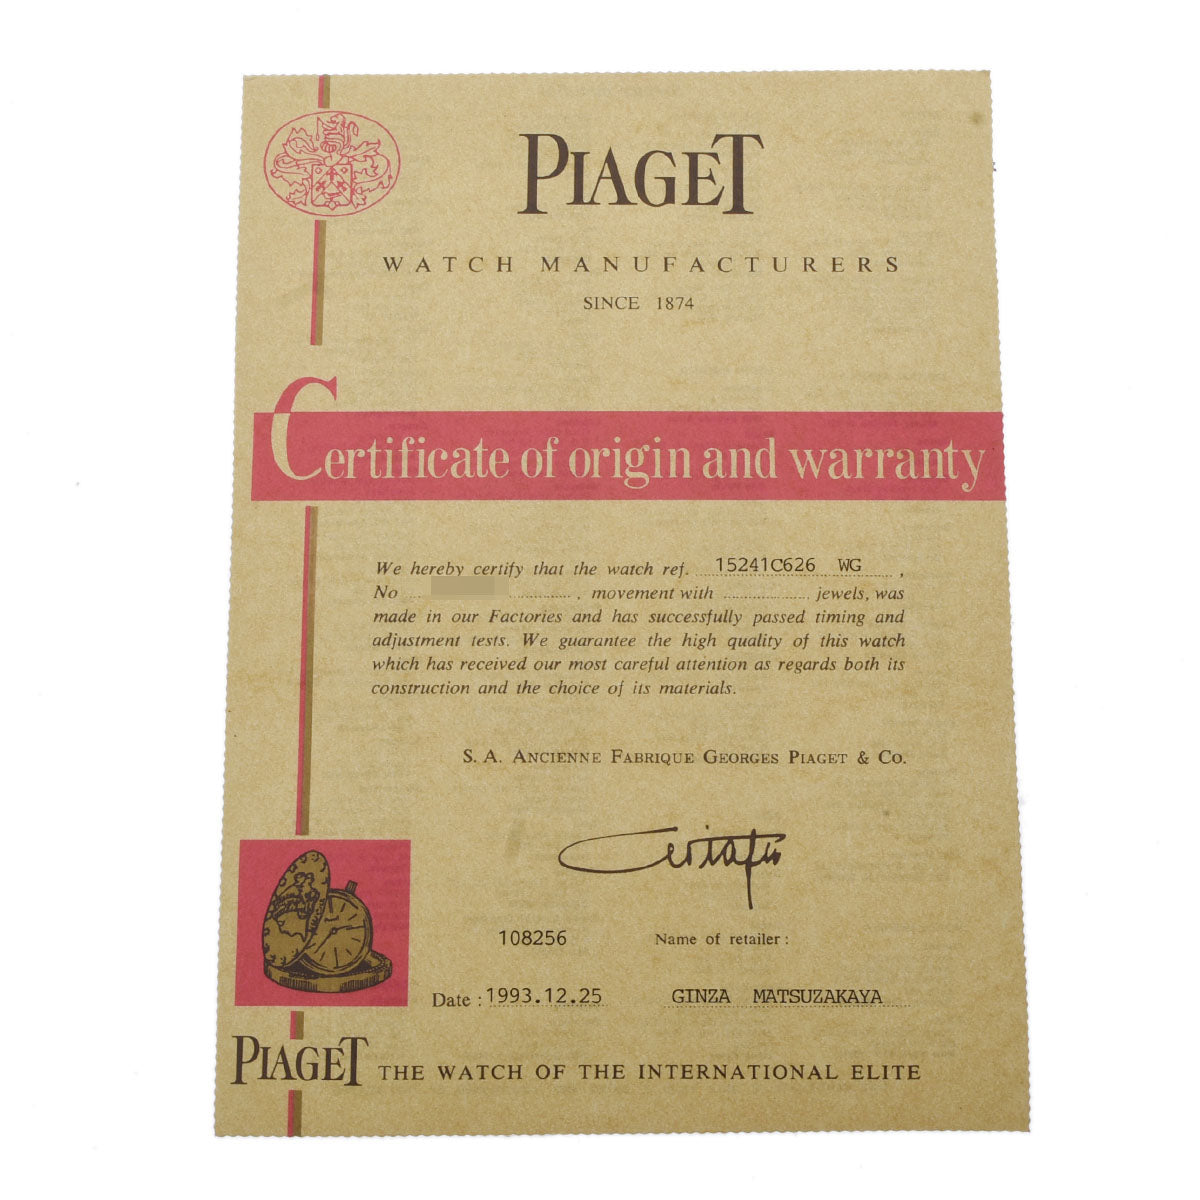 PIAGET
WATCH MANUFACTURERS
SINCE 1874
Certificate of origin and warranty
We hereby certify that the watch ref. 15241C626 WG ,
No ..., movement with ... jewels, was
made in our Factories and has successfully passed timing and
adjustment tests. We guarantee the high quality of this watch
which has received our most careful attention as regards both its
construction and the choice of its materials.
S. A. ANCIENNE FABRIQUE GEORGES PIAGET & CO.
108256 Name of retailer :
Date : 1993.12.25 GINZA MATSUZAKAYA
PIAGET THE WATCH OF THE INTERNATIONAL ELITE